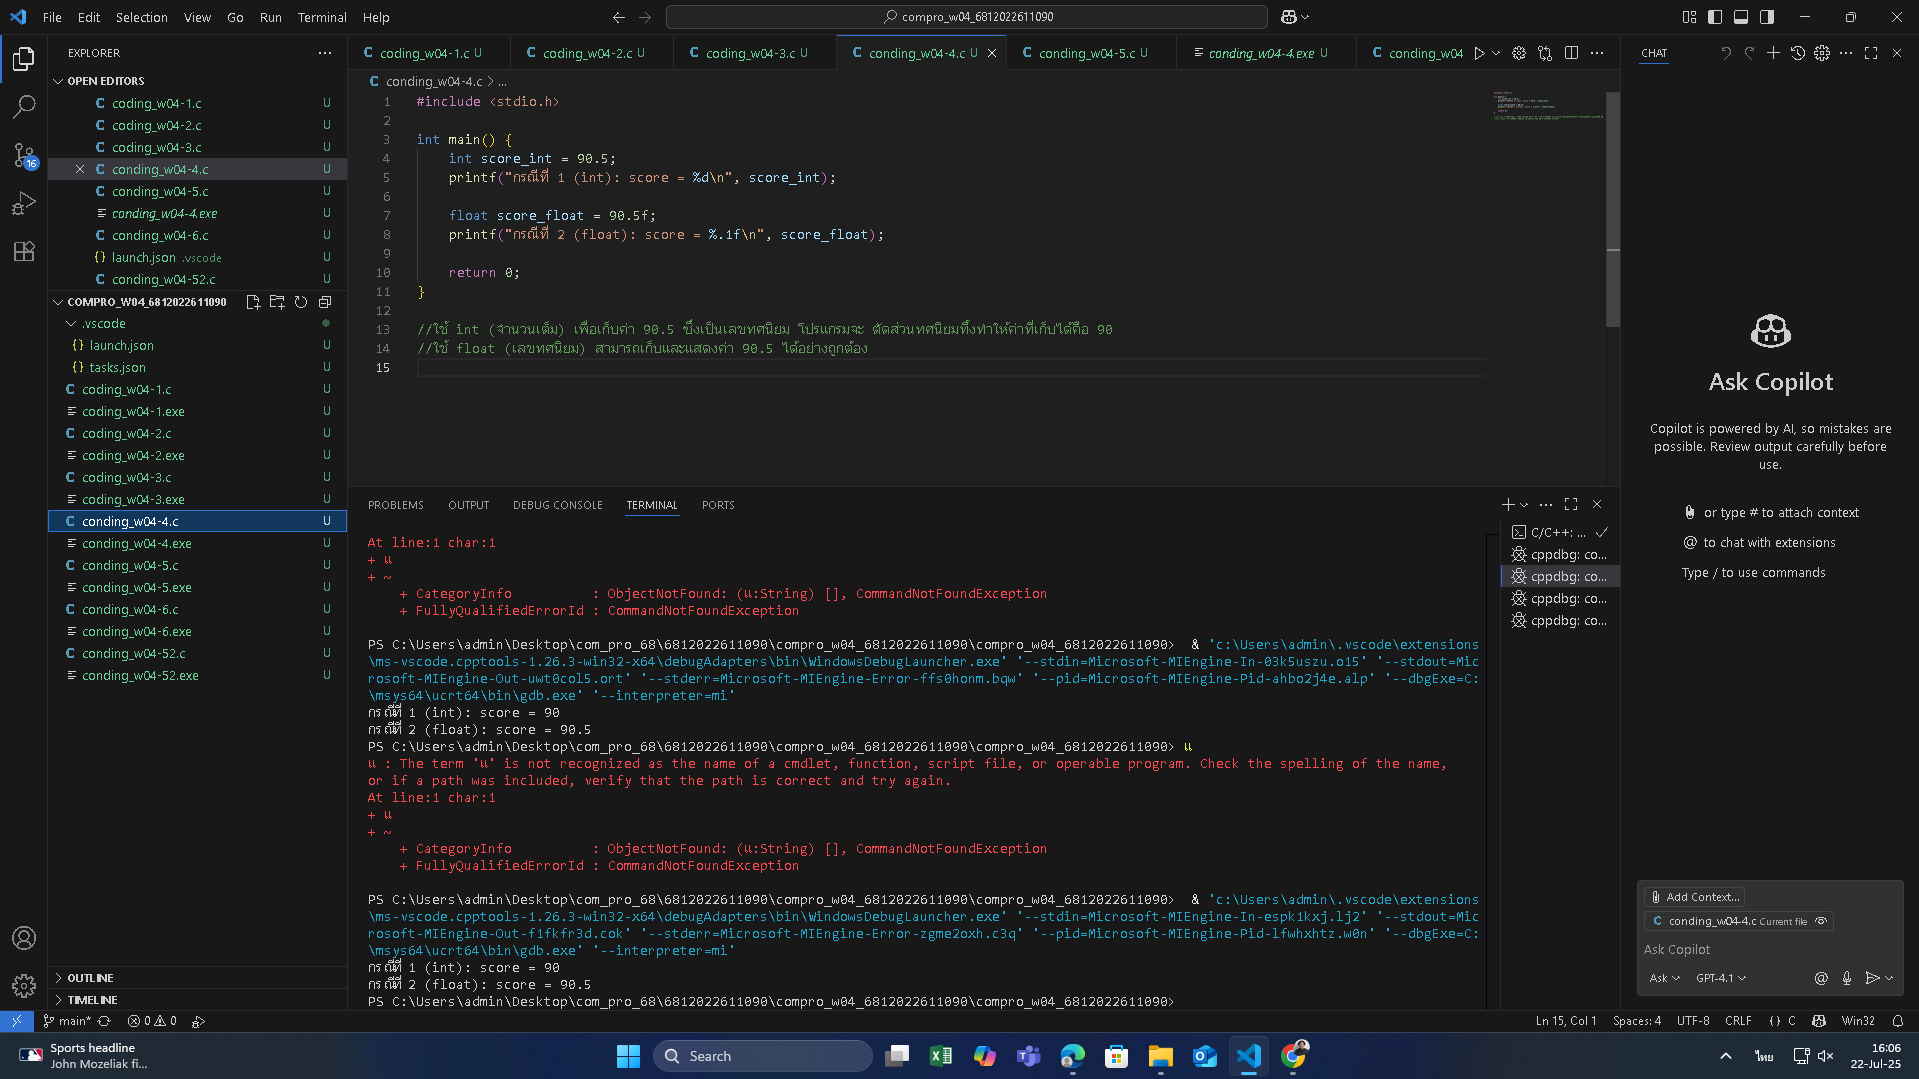 File Edit Selection View Go Run Terminal Help
compro_w04_6812022611090
EXPLORER
OPEN EDITORS
coding_w04-1.c U
coding_w04-2.c U
coding_w04-3.c U
conding_w04-4.c U
conding_w04-5.c U
conding_w04-4.exe U
conding_w04-6.c U
launch.json .vscode U
conding_w04-52.c U
COMPRO_W04_6812022611090
.vscode
launch.json U
tasks.json U
coding_w04-1.c U
coding_w04-1.exe U
coding_w04-2.c U
coding_w04-2.exe U
coding_w04-3.c U
coding_w04-3.exe U
conding_w04-4.c U
conding_w04-4.exe U
conding_w04-5.c U
conding_w04-5.exe U
conding_w04-6.c U
conding_w04-6.exe U
conding_w04-52.c U
conding_w04-52.exe U
OUTLINE
TIMELINE
16
coding_w04-1.c U coding_w04-2.c U coding_w04-3.c U conding_w04-4.c U conding_w04-5.c U conding_w04-4.exe U conding_w04
conding_w04-4.c > ...
1 #include <stdio.h>
2
3 int main() {
4 int score_int = 90.5;
5 printf("กรณีที่ 1 (int): score = %d\n", score_int);
6
7 float score_float = 90.5f;
8 printf("กรณีที่ 2 (float): score = %.1f\n", score_float);
9
10 return 0;
11 }
12
13 //ใช้ int (จำนวนเต็ม) เพื่อเก็บค่า 90.5 ซึ่งเป็นเลขทศนิยม โปรแกรมจะ ตัดส่วนทศนิยมทิ้งทำให้ค่าที่เก็บได้คือ 90
14 //ใช้ float (เลขทศนิยม) สามารถเก็บและแสดงค่า 90.5 ได้อย่างถูกต้อง
15
PROBLEMS OUTPUT DEBUG CONSOLE TERMINAL PORTS
At line:1 char:1
+ แ
+ ~
+ CategoryInfo : ObjectNotFound: (แ:String) [], CommandNotFoundException
+ FullyQualifiedErrorId : CommandNotFoundException
PS C:\Users\admin\Desktop\com_pro_68\6812022611090\compro_w04_6812022611090\compro_w04_6812022611090> & 'c:\Users\admin\.vscode\extensions
\ms-vscode.cpptools-1.26.3-win32-x64\debugAdapters\bin\WindowsDebugLauncher.exe' '--stdin=Microsoft-MIEngine-In-03k5uszu.o15' '--stdout=Mic
rosoft-MIEngine-Out-uwt0col5.ort' '--stderr=Microsoft-MIEngine-Error-ffs0honm.bqw' '--pid=Microsoft-MIEngine-Pid-ahbo2j4e.alp' '--dbgExe=C:
\msys64\ucrt64\bin\gdb.exe' '--interpreter=mi'
กรณีที่ 1 (int): score = 90
กรณีที่ 2 (float): score = 90.5
PS C:\Users\admin\Desktop\com_pro_68\6812022611090\compro_w04_6812022611090\compro_w04_6812022611090> แ
แ : The term 'แ' is not recognized as the name of a cmdlet, function, script file, or operable program. Check the spelling of the name,
or if a path was included, verify that the path is correct and try again.
At line:1 char:1
+ แ
+ ~
+ CategoryInfo : ObjectNotFound: (แ:String) [], CommandNotFoundException
+ FullyQualifiedErrorId : CommandNotFoundException
PS C:\Users\admin\Desktop\com_pro_68\6812022611090\compro_w04_6812022611090\compro_w04_6812022611090> & 'c:\Users\admin\.vscode\extensions
\ms-vscode.cpptools-1.26.3-win32-x64\debugAdapters\bin\WindowsDebugLauncher.exe' '--stdin=Microsoft-MIEngine-In-espk1kxj.lj2' '--stdout=Mic
rosoft-MIEngine-Out-f1fkfr3d.cok' '--stderr=Microsoft-MIEngine-Error-zgme2oxh.c3q' '--pid=Microsoft-MIEngine-Pid-lfwhxhtz.w0n' '--dbgExe=C:
\msys64\ucrt64\bin\gdb.exe' '--interpreter=mi'
กรณีที่ 1 (int): score = 90
กรณีที่ 2 (float): score = 90.5
PS C:\Users\admin\Desktop\com_pro_68\6812022611090\compro_w04_6812022611090\compro_w04_6812022611090>
C/C++: ...
cppdbg: co...
cppdbg: co...
cppdbg: co...
cppdbg: co...
CHAT
Ask Copilot
Copilot is powered by AI, so mistakes are
possible. Review output carefully before
use.
or type # to attach context
@ to chat with extensions
Type / to use commands
Add Context...
C conding_w04-4.c Current file
Ask Copilot
Ask GPT-4.1
main* 0 0
Ln 15, Col 1 Spaces: 4 UTF-8 CRLF {} C Win32
Sports headline
John Mozeliak fi...
Search
ไทย
16:06
22-Jul-25